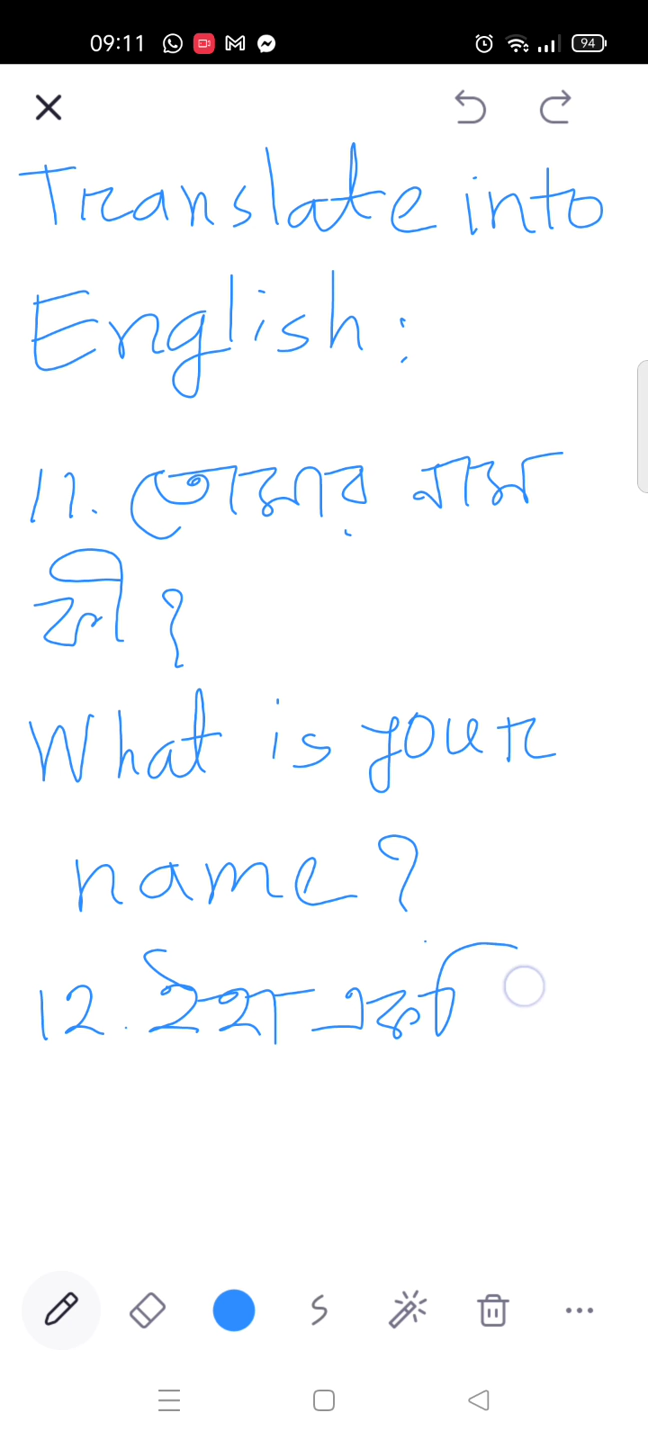 09:11
94
Translate into
English:
11. তোমার নাম
কী?
What is your
name?
12. ইহা একটি